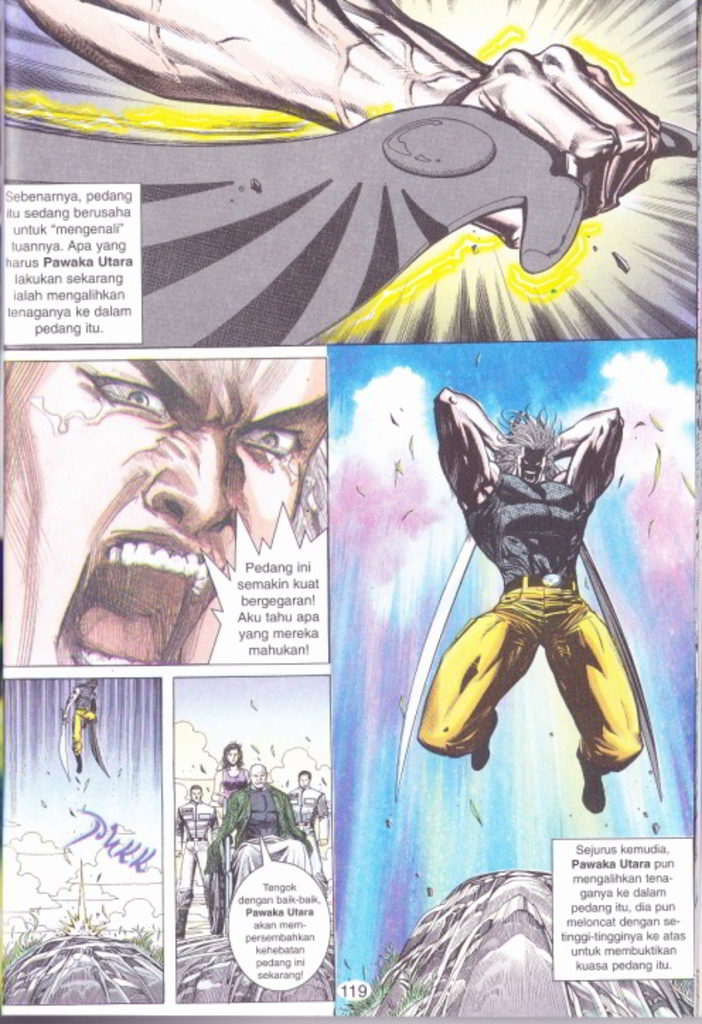 Sebenarnya, pedang
itu sedang berusaha
untuk "mengenali"
tuannya. Apa yang
harus Pawaka Utara
lakukan sekarang
ialah mengalihkan
tenaganya ke dalam
pedang itu.
Pedang ini
semakin kuat
bergegaran!
Aku tahu apa
yang mereka
mahukan!
Sejurus kemudia,
Pawaka Utara pun
mengalihkan tena-
ganya ke dalam
pedang itu, dia pun
meloncat dengan se-
tinggi-tingginya ke atas
untuk membuktikan
kuasa pedang itu.
Tengok
dengan baik-baik,
Pawaka Utara
akan mem-
persembahkan
kehebatan
pedang ini
sekarang!
119